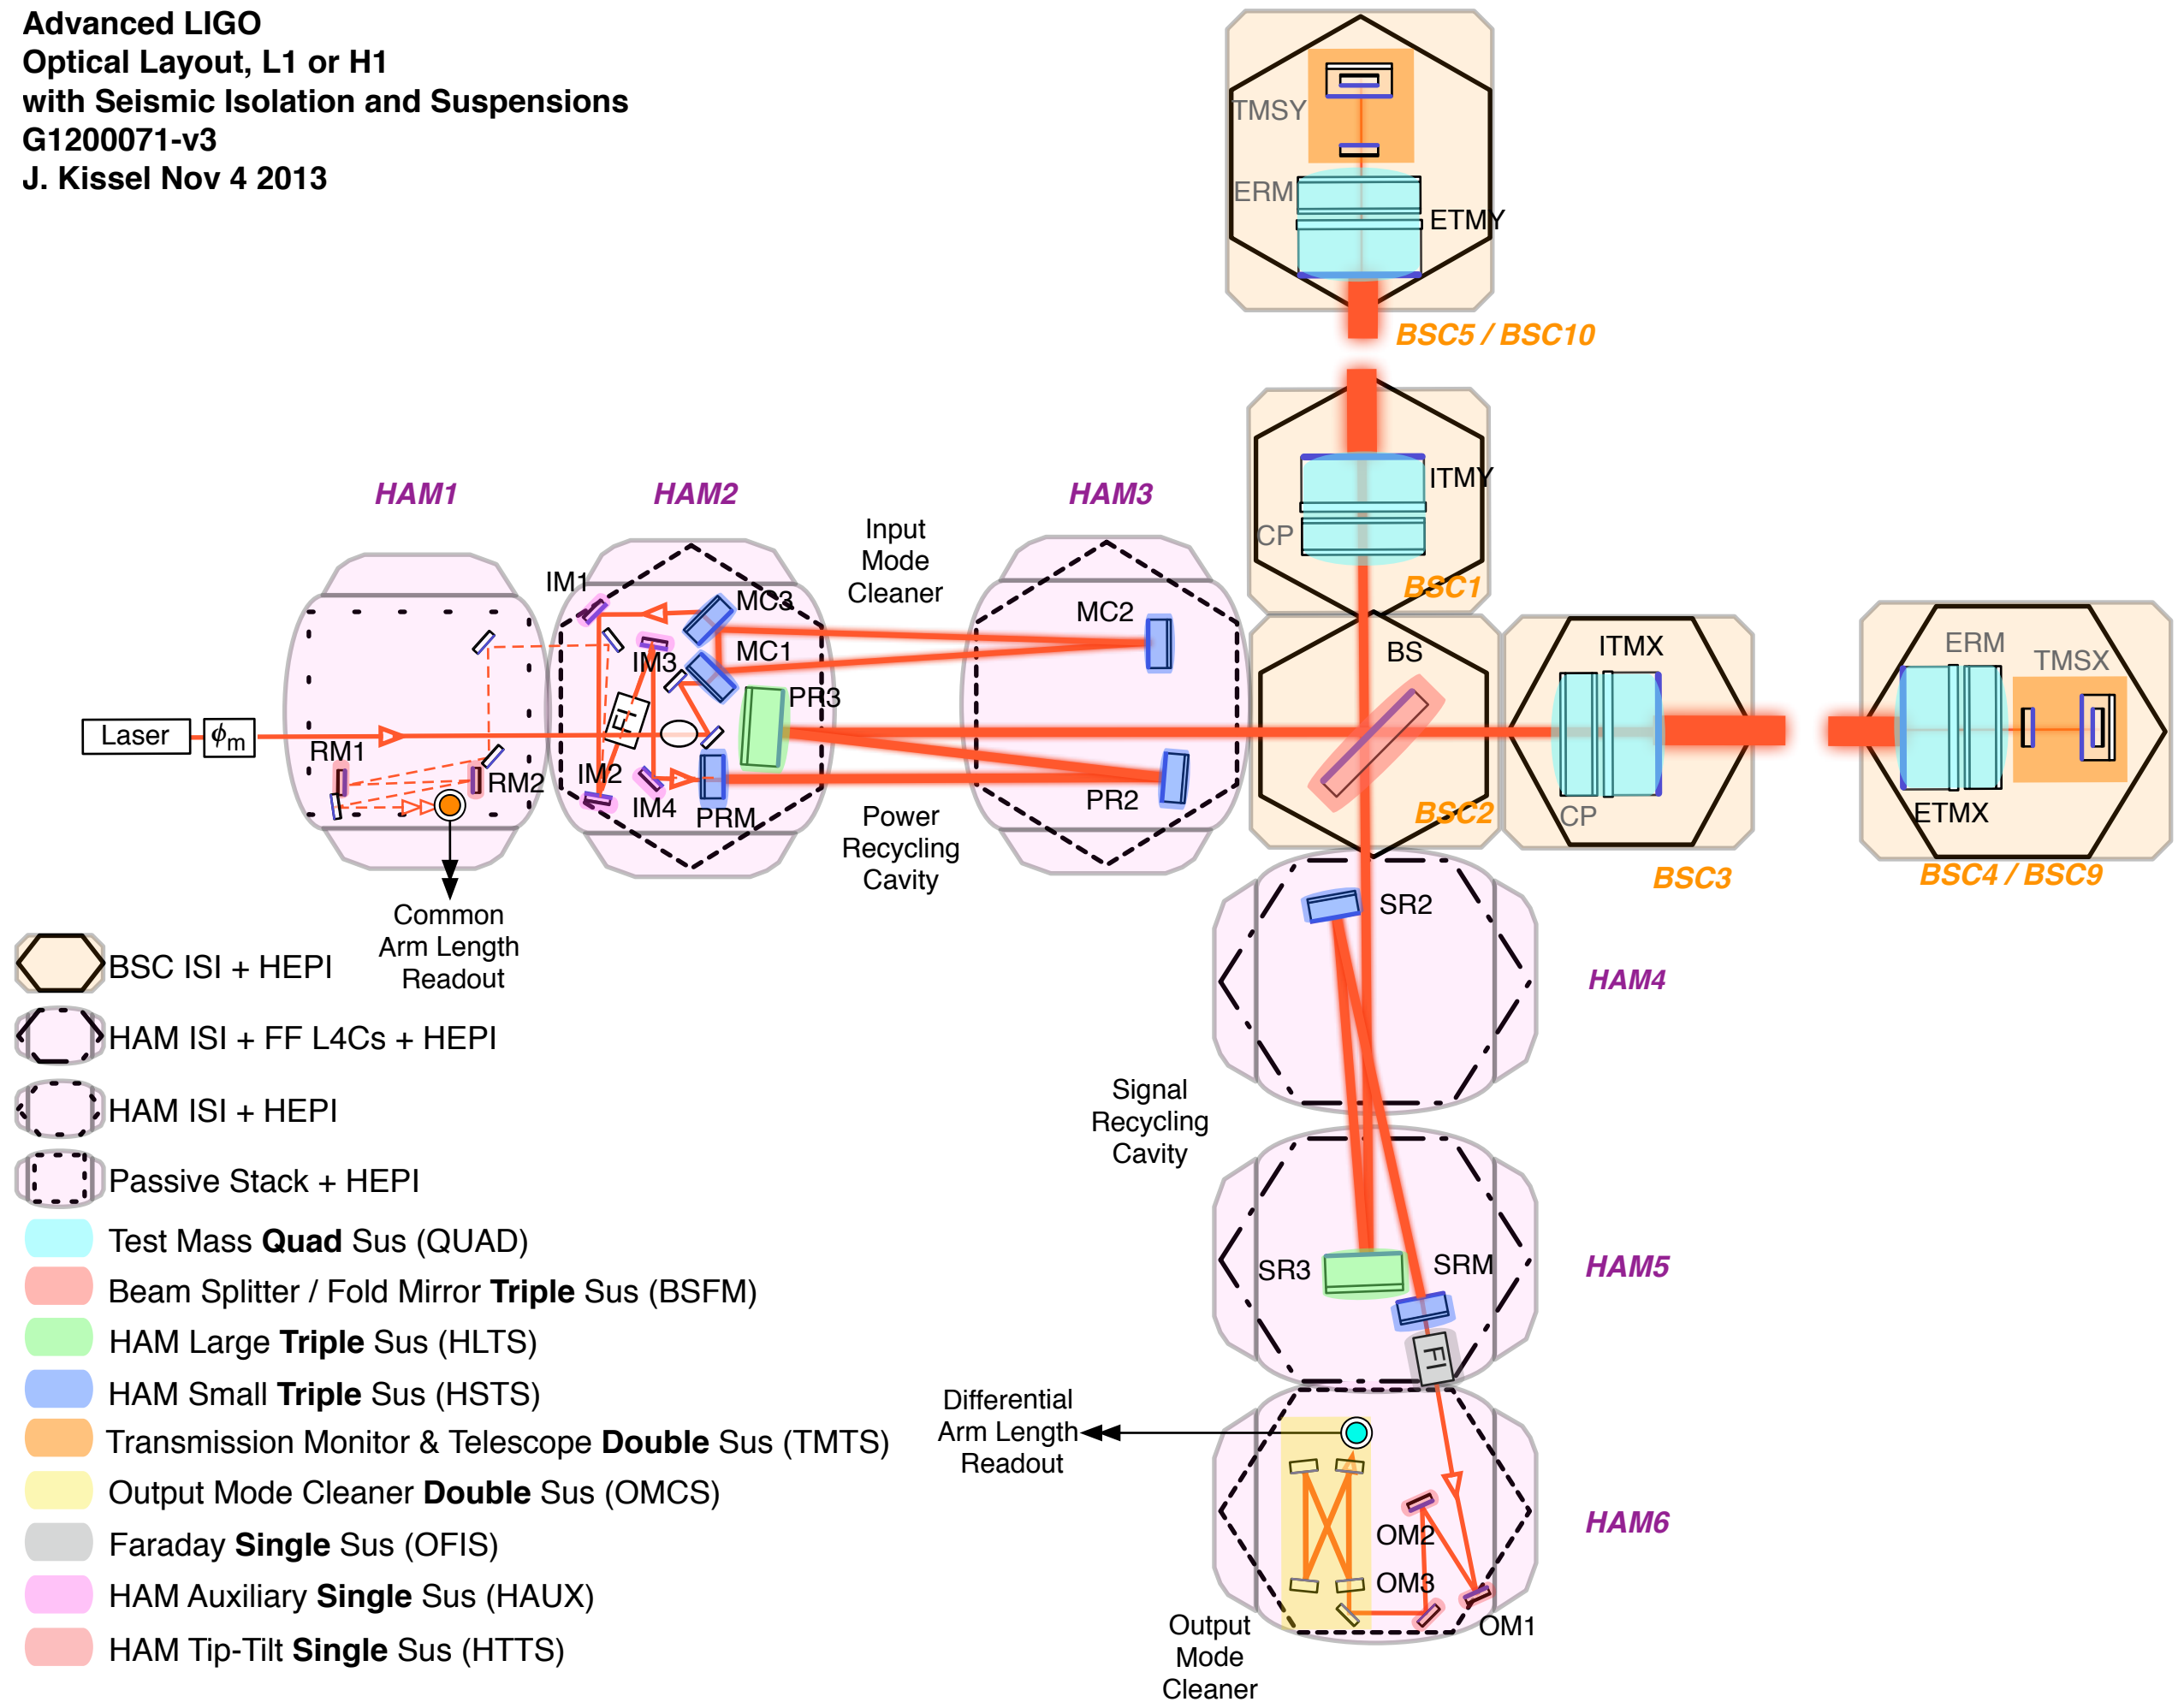 Advanced LIGO
Optical Layout, L1 or H1
with Seismic Isolation and Suspensions
G1200071-v3
J. Kissel Nov 4 2013
TMSY
ERM
ETMY
BSC5 / BSC10
HAM1
HAM2
HAM3
Input
Mode
Cleaner
ITMY
CP
BSC1
IM1
MC3
MC1
IM3
MC2
BS
ITMX
ERM
TMSX
PR3
FI
Laser
ϕm
RM1
RM2
IM2
IM4
PRM
PR2
BSC2
CP
ETMX
BSC3
BSC4 / BSC9
Power
Recycling
Cavity
Common
Arm Length
Readout
SR2
HAM4
Signal
Recycling
Cavity
SR3
SRM
HAM5
FI
Differential
Arm Length
Readout
OM2
OM3
OM1
HAM6
Output
Mode
Cleaner
BSC ISI + HEPI
HAM ISI + FF L4Cs + HEPI
HAM ISI + HEPI
Passive Stack + HEPI
Test Mass Quad Sus (QUAD)
Beam Splitter / Fold Mirror Triple Sus (BSFM)
HAM Large Triple Sus (HLTS)
HAM Small Triple Sus (HSTS)
Transmission Monitor & Telescope Double Sus (TMTS)
Output Mode Cleaner Double Sus (OMCS)
Faraday Single Sus (OFIS)
HAM Auxiliary Single Sus (HAUX)
HAM Tip-Tilt Single Sus (HTTS)